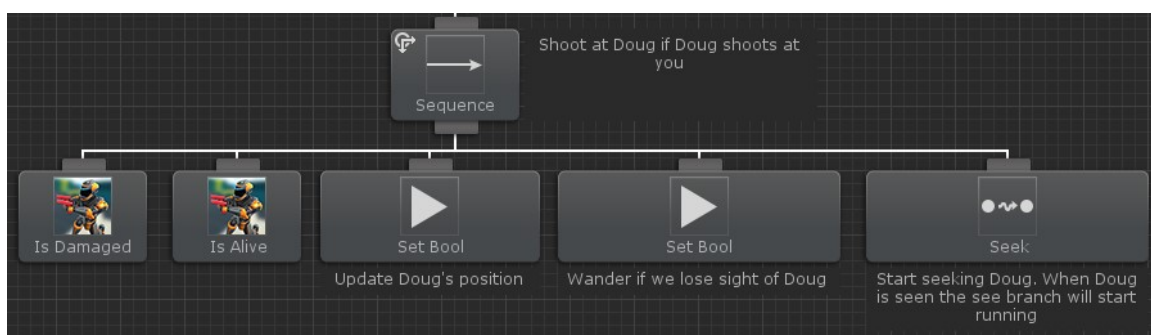 Shoot at Doug if Doug shoots at
you
Sequence
Is Damaged
Is Alive
Set Bool
Set Bool
Seek
Update Doug's position
Wander if we lose sight of Doug
Start seeking Doug. When Doug
is seen the see branch will start
running